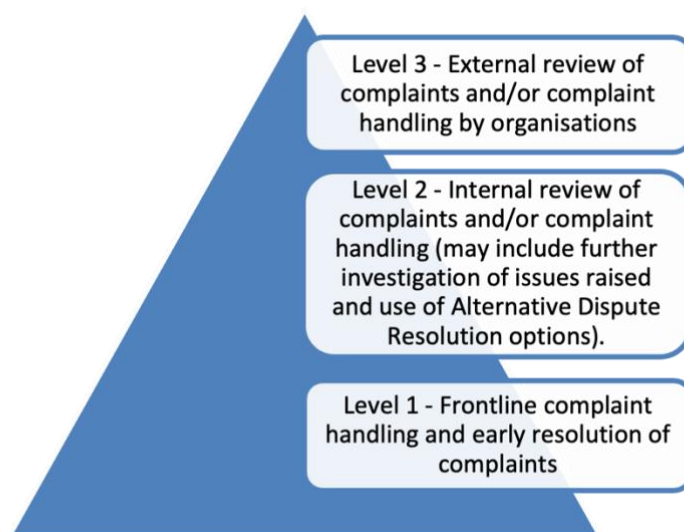 Level 3 - External review of
complaints and/or complaint
handling by organisations
Level 2 - Internal review of
complaints and/or complaint
handling (may include further
investigation of issues raised
and use of Alternative Dispute
Resolution options).
Level 1 - Frontline complaint
handling and early resolution of
complaints